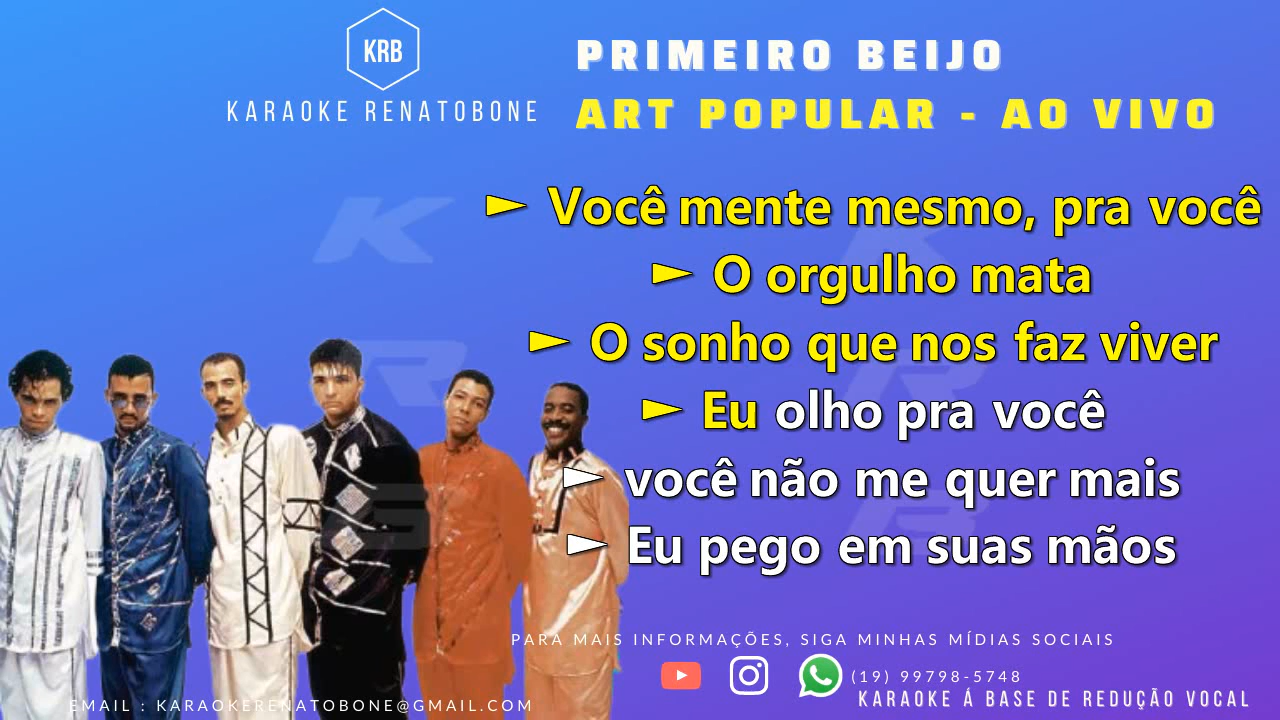 KRB
KARAOKE RENATOBONE
PRIMEIRO BEIJO
ART POPULAR - AO VIVO
► Você mente mesmo, pra você
► O orgulho mata
► O sonho que nos faz viver
► Eu olho pra você
► você não me quer mais
► Eu pego em suas mãos
K
R
B
K
R
B
PARA MAIS INFORMAÇÕES, SIGA MINHAS MÍDIAS SOCIAIS
(19) 99798-5748
KARAOKE Á BASE DE REDUÇÃO VOCAL
EMAIL : KARAOKERENATOBONE@GMAIL.COM